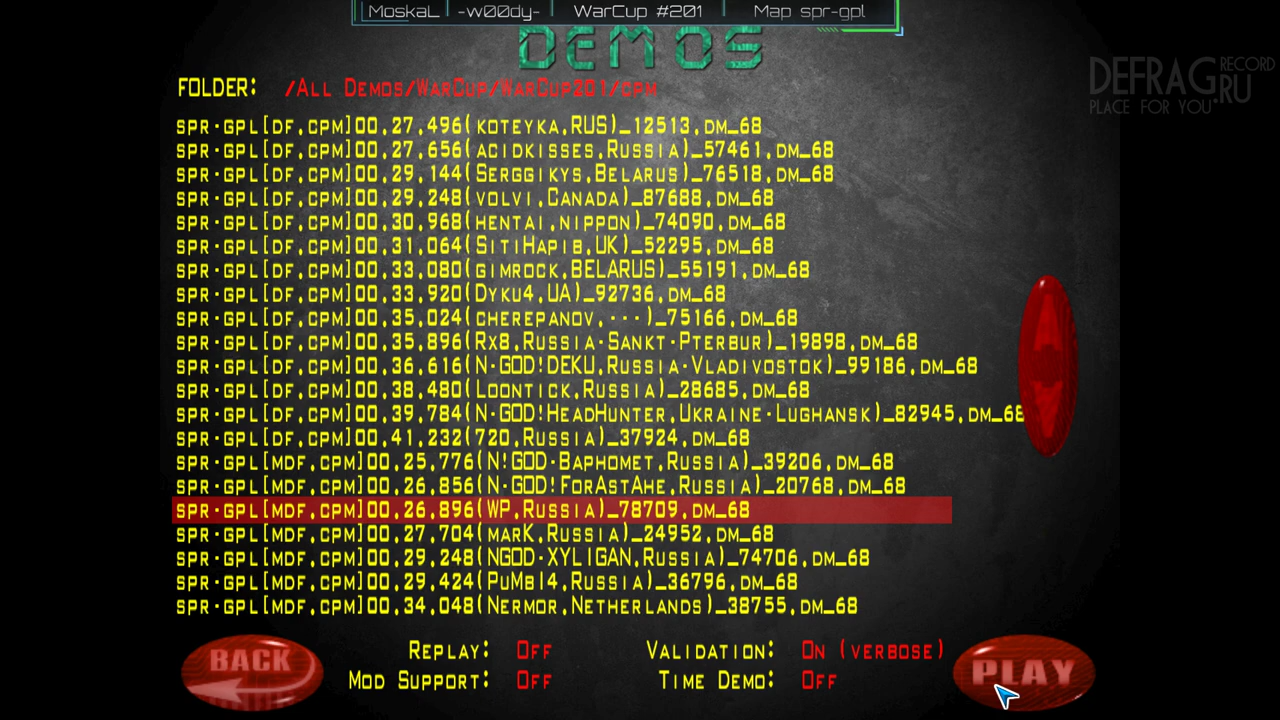 MoskaL -w00dy- WarCup #201 Map spr-gpl
DEMOS
DEFRAG RECORD
.RU
PLACE FOR YOU
FOLDER: /All Demos/WarCup/WarCup201/cpm
spr-gpl[df.cpm]00.27.496(koteyka.RUS)_12513.dm_68
spr-gpl[df.cpm]00.27.656(acidkisses.Russia)_57461.dm_68
spr-gpl[df.cpm]00.29.144(Serggikys.Belarus)_76518.dm_68
spr-gpl[df.cpm]00.29.248(volvi.Canada)_87688.dm_68
spr-gpl[df.cpm]00.30.968(hentai.nippon)_74090.dm_68
spr-gpl[df.cpm]00.31.064(SitiHapib.UK)_52295.dm_68
spr-gpl[df.cpm]00.33.080(gimrock.BELARUS)_55191.dm_68
spr-gpl[df.cpm]00.33.920(Dyku4.UA)_92736.dm_68
spr-gpl[df.cpm]00.35.024(cherepanov.---)_75166.dm_68
spr-gpl[df.cpm]00.35.896(Rx8.Russia-Sankt-Pterbur)_19898.dm_68
spr-gpl[df.cpm]00.36.616(N-GOD!DEKU.Russia-Vladivostok)_99186.dm_68
spr-gpl[df.cpm]00.38.480(Loontick.Russia)_28685.dm_68
spr-gpl[df.cpm]00.39.784(N-GOD!HeadHunter.Ukraine-Lughansk)_82945.dm_68
spr-gpl[df.cpm]00.41.232(720.Russia)_37924.dm_68
spr-gpl[mdf.cpm]00.25.776(N!GOD-Baphomet.Russia)_39206.dm_68
spr-gpl[mdf.cpm]00.26.856(N-GOD!ForAstAhe.Russia)_20768.dm_68
spr-gpl[mdf.cpm]00.26.896(WP.Russia)_78709.dm_68
spr-gpl[mdf.cpm]00.27.704(marK.Russia)_24952.dm_68
spr-gpl[mdf.cpm]00.29.248(NGOD-XYLIGAN.Russia)_74706.dm_68
spr-gpl[mdf.cpm]00.29.424(PuMbI4.Russia)_36796.dm_68
spr-gpl[mdf.cpm]00.34.048(Nermor.Netherlands)_38755.dm_68
Replay: Off Validation: On (verbose)
Mod Support: Off Time Demo: Off
BACK PLAY